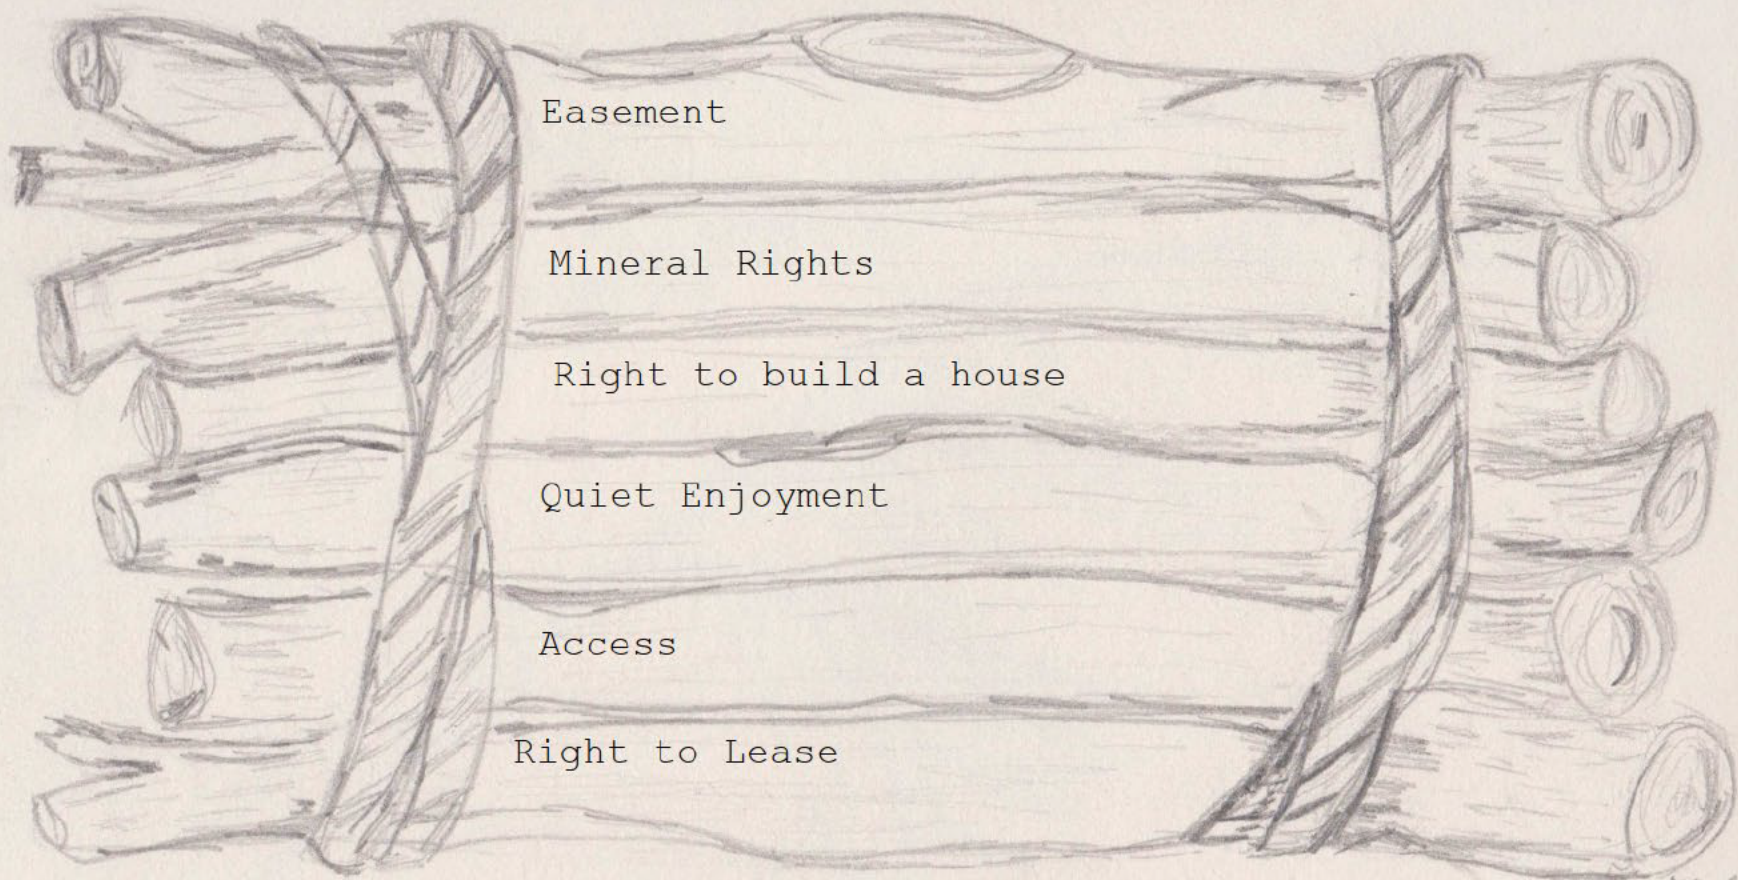 Easement
Mineral Rights
Right to build a house
Quiet Enjoyment
Access
Right to Lease